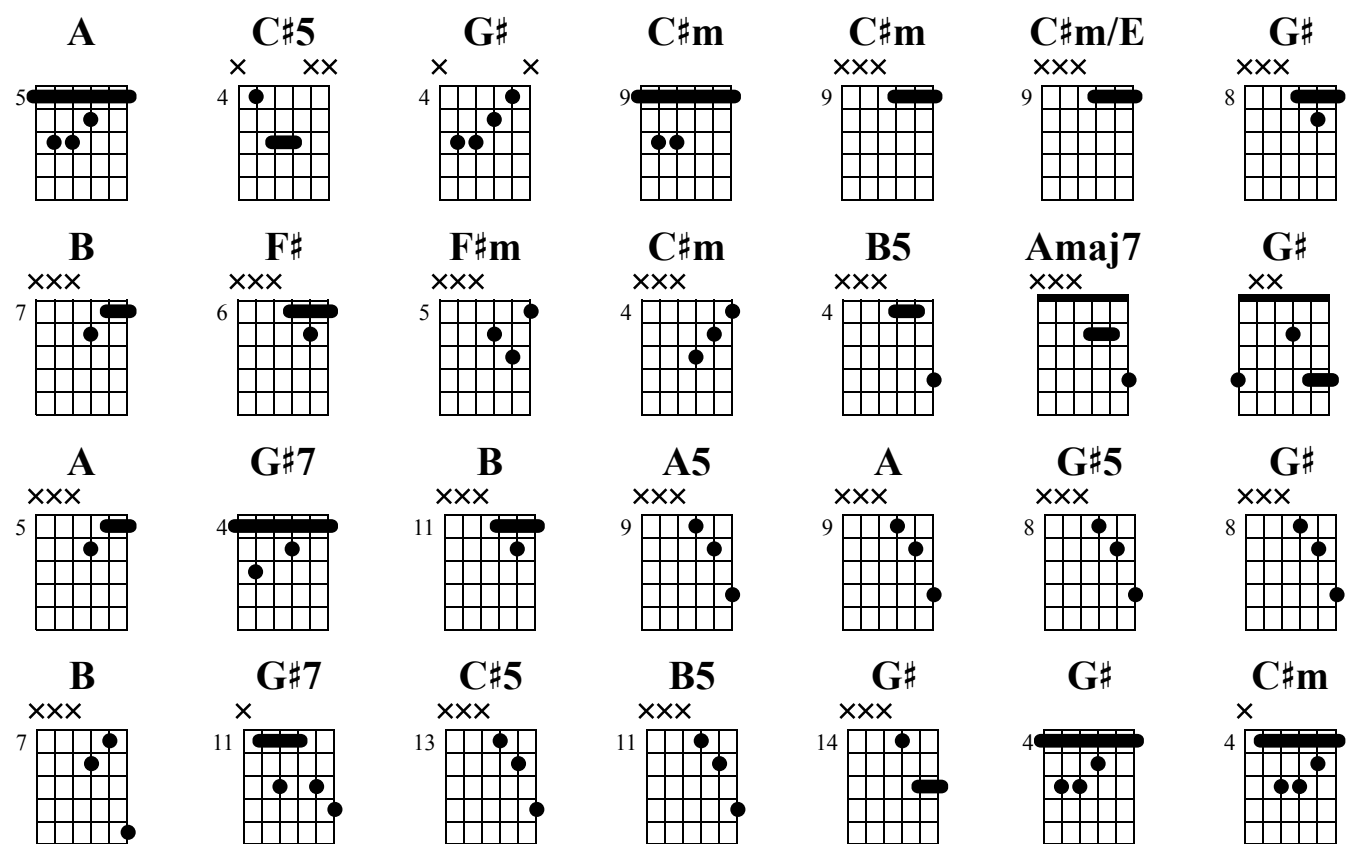 A C♯5 G♯ C♯m C♯m C♯m/E G♯
× × ×× × × ××× ××× ×××
5 4 4 9 9 9 8
B F♯ F♯m C♯m B5 Amaj7 G♯
××× ××× ××× ××× ××× ××× ××
7 6 5 4 4
A G♯7 B A5 A G♯5 G♯
××× ××× ××× ××× ××× ×××
5 4 11 9 9 8 8
B G♯7 C♯5 B5 G♯ G♯ C♯m
××× × ××× ××× ××× ×
7 11 13 11 14 4 4